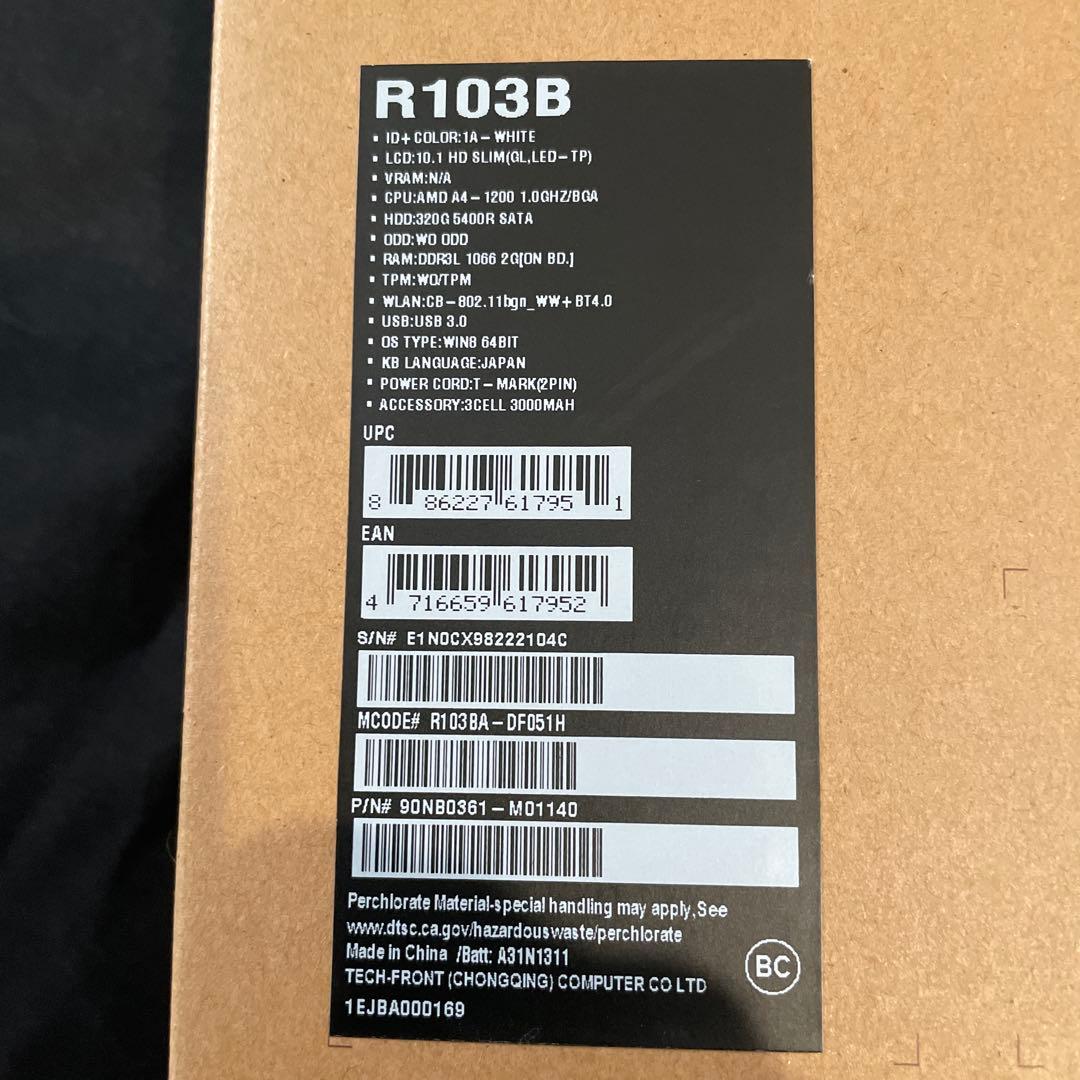 R103B
▪ ID+COLOR:1A-WHITE
▪ LCD:10.1 HD SLIM(GL,LED-TP)
▪ VRAM:N/A
▪ CPU:AMD A4-1200 1.0GHZ/BGA
▪ HDD:320G 5400R SATA
▪ ODD:WO ODD
▪ RAM:DDR3L 1066 2G[ON BD.]
▪ TPM:WO/TPM
▪ WLAN:CB-802.11bgn_WW+BT4.0
▪ USB:USB 3.0
▪ OS TYPE:WIN8 64BIT
▪ KB LANGUAGE:JAPAN
▪ POWER CORD:T-MARK(2PIN)
▪ ACCESSORY:3CELL 3000MAH
UPC
8 86227 61795 1
EAN
4 716659 617952
S/N# E1N0CX98222104C
MCODE# R103BA-DF051H
P/N# 90NB0361-M01140
Perchlorate Material-special handling may apply,See
www.dtsc.ca.gov/hazardouswaste/perchlorate
Made in China /Batt: A31N1311
TECH-FRONT (CHONGQING) COMPUTER CO LTD
BC
1EJBA000169